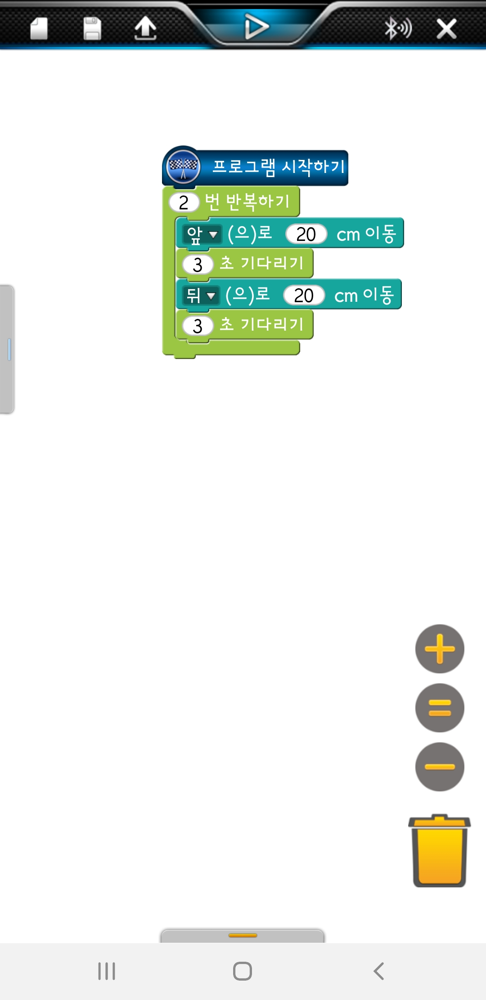 프로그램 시작하기
2 번 반복하기
앞 (으)로 20 cm 이동
3 초 기다리기
뒤 (으)로 20 cm 이동
3 초 기다리기